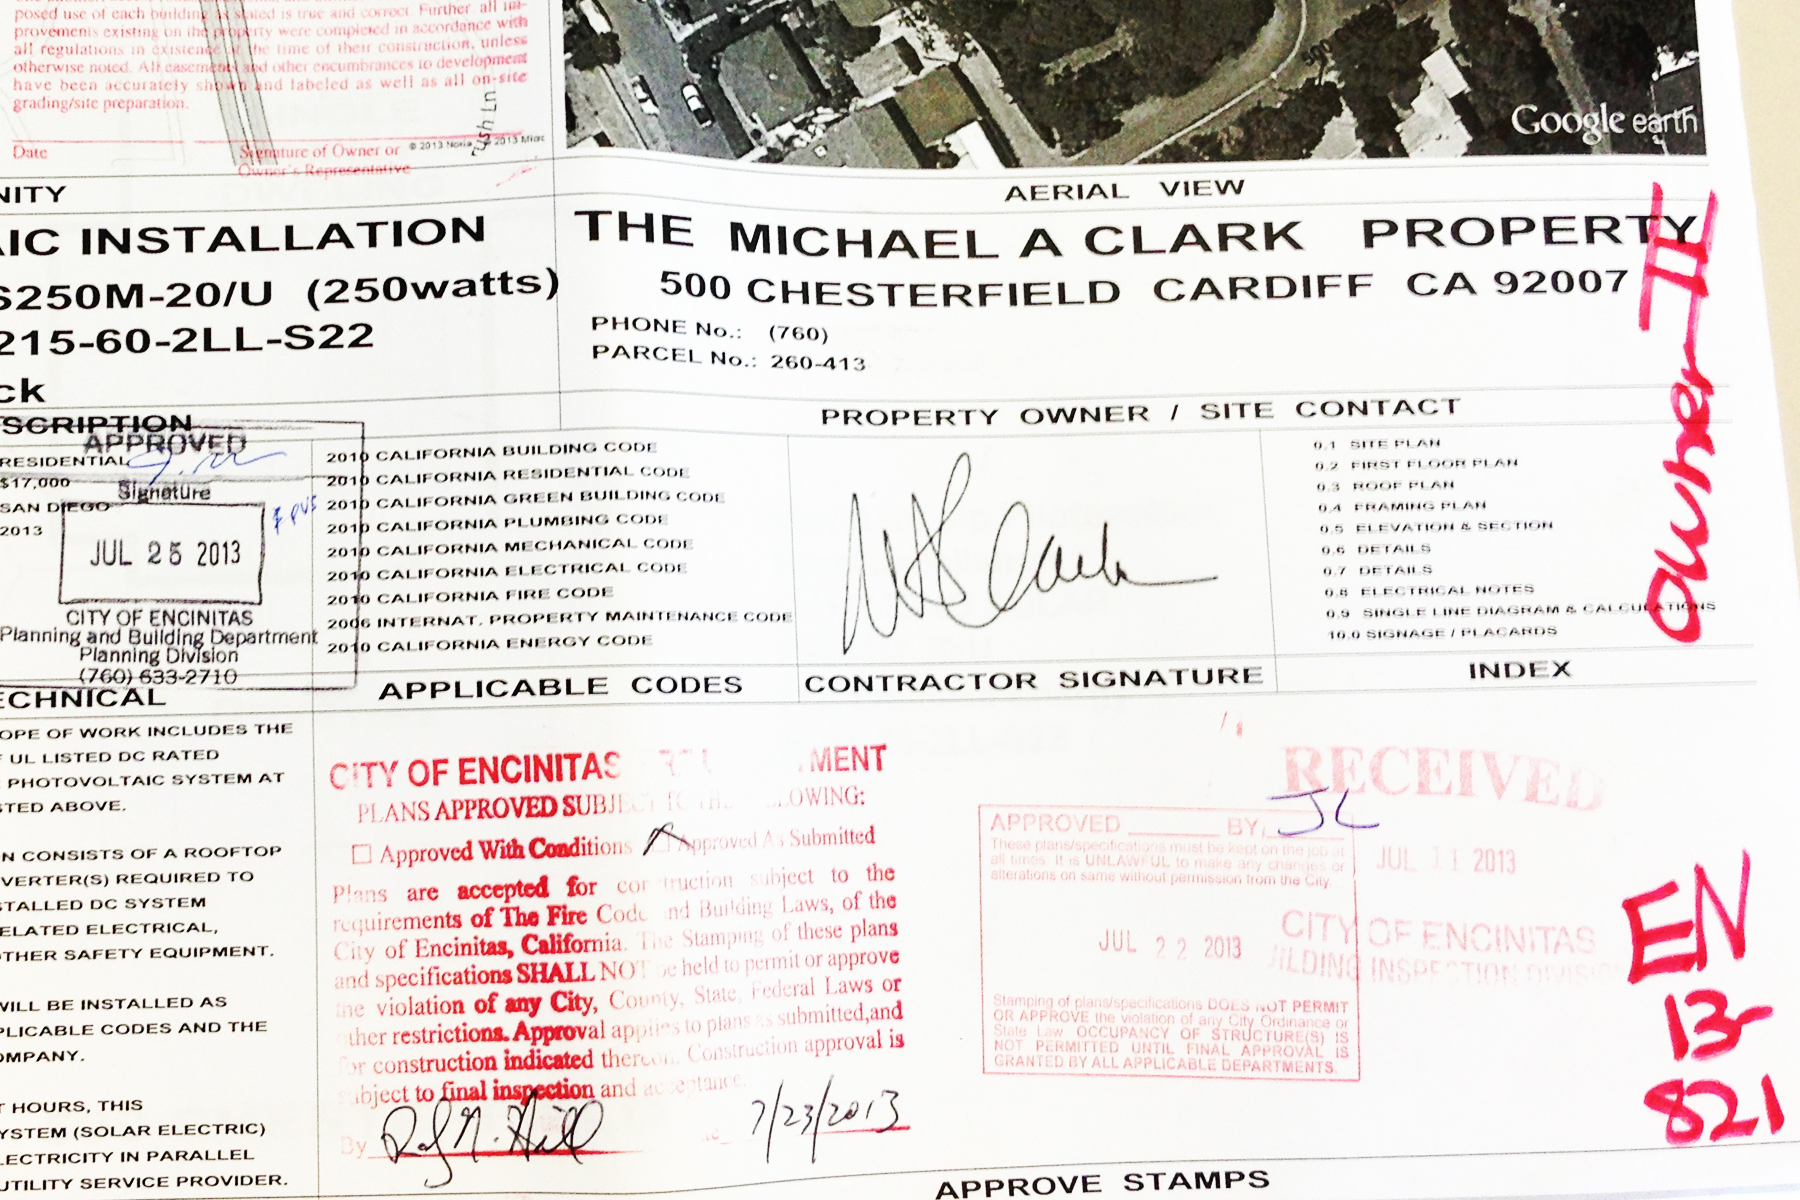 posed use of each building is stated is true and correct. Further all im-
provements existing on the property were completed in accordance with
all regulations in existence at the time of their construction, unless
otherwise noted. All easements and other encumbrances to development
have been accurately shown and labeled as well as all on-site
grading/site preparation.
Date
Signature of Owner or
Owner's Representative
© 2013
Google earth
NITY
AERIAL VIEW
AIC INSTALLATION
S250M-20/U (250watts)
215-60-2LL-S22
ck
THE MICHAEL A CLARK PROPERTY
500 CHESTERFIELD CARDIFF CA 92007
PHONE No.: (760)
PARCEL No.: 260-413
PROPERTY OWNER / SITE CONTACT
Owner II
SCRIPTION
RESIDENTIAL
$17,000
SAN DIEGO
2013
APPROVED
Signature
JUL 25 2013
CITY OF ENCINITAS
Planning and Building Department
Planning Division
(760) 633-2710
2010 CALIFORNIA BUILDING CODE
2010 CALIFORNIA RESIDENTIAL CODE
2010 CALIFORNIA GREEN BUILDING CODE
2010 CALIFORNIA PLUMBING CODE
2010 CALIFORNIA MECHANICAL CODE
2010 CALIFORNIA ELECTRICAL CODE
2010 CALIFORNIA FIRE CODE
2006 INTERNAT. PROPERTY MAINTENANCE CODE
2010 CALIFORNIA ENERGY CODE
APPLICABLE CODES
Clark
CONTRACTOR SIGNATURE
0.1 SITE PLAN
0.2 FIRST FLOOR PLAN
0.3 ROOF PLAN
0.4 FRAMING PLAN
0.5 ELEVATION & SECTION
0.6 DETAILS
0.7 DETAILS
0.8 ELECTRICAL NOTES
0.9 SINGLE LINE DIAGRAM & CALCULATIONS
10.0 SIGNAGE / PLACARDS
INDEX
ECHNICAL
OPE OF WORK INCLUDES THE
F UL LISTED DC RATED
PHOTOVOLTAIC SYSTEM AT
STED ABOVE.
N CONSISTS OF A ROOFTOP
VERTER(S) REQUIRED TO
STALLED DC SYSTEM
ELATED ELECTRICAL,
OTHER SAFETY EQUIPMENT.
WILL BE INSTALLED AS
PLICABLE CODES AND THE
OMPANY.
T HOURS, THIS
YSTEM (SOLAR ELECTRIC)
LECTRICITY IN PARALLEL
UTILITY SERVICE PROVIDER.
CITY OF ENCINITAS MENT
PLANS APPROVED SUBJECT TO THE FOLLOWING:
Approved With Conditions Approved As Submitted
Plans are accepted for construction subject to the
requirements of The Fire Code and Building Laws, of the
City of Encinitas, California. The Stamping of these plans
and specifications SHALL NOT be held to permit or approve
the violation of any City, County, State, Federal Laws or
other restrictions. Approval applies to plans as submitted,and
for construction indicated thereon. Construction approval is
subject to final inspection and acceptance.
By
7/23/2013
RECEIVED
JUL 11 2013
CITY OF ENCINITAS
BUILDING INSPECTION DIVISION
APPROVED BY, JL
These plans/specifications must be kept on the job at
all times. It is UNLAWFUL to make any changes or
alterations on same without permission from the City.
JUL 22 2013
Stamping of plans/specifications DOES NOT PERMIT
OR APPROVE the violation of any City Ordinance or
State Law. OCCUPANCY OF STRUCTURE(S) IS
NOT PERMITTED UNTIL FINAL APPROVAL IS
GRANTED BY ALL APPLICABLE DEPARTMENTS.
EN
13-
821
APPROVE STAMPS